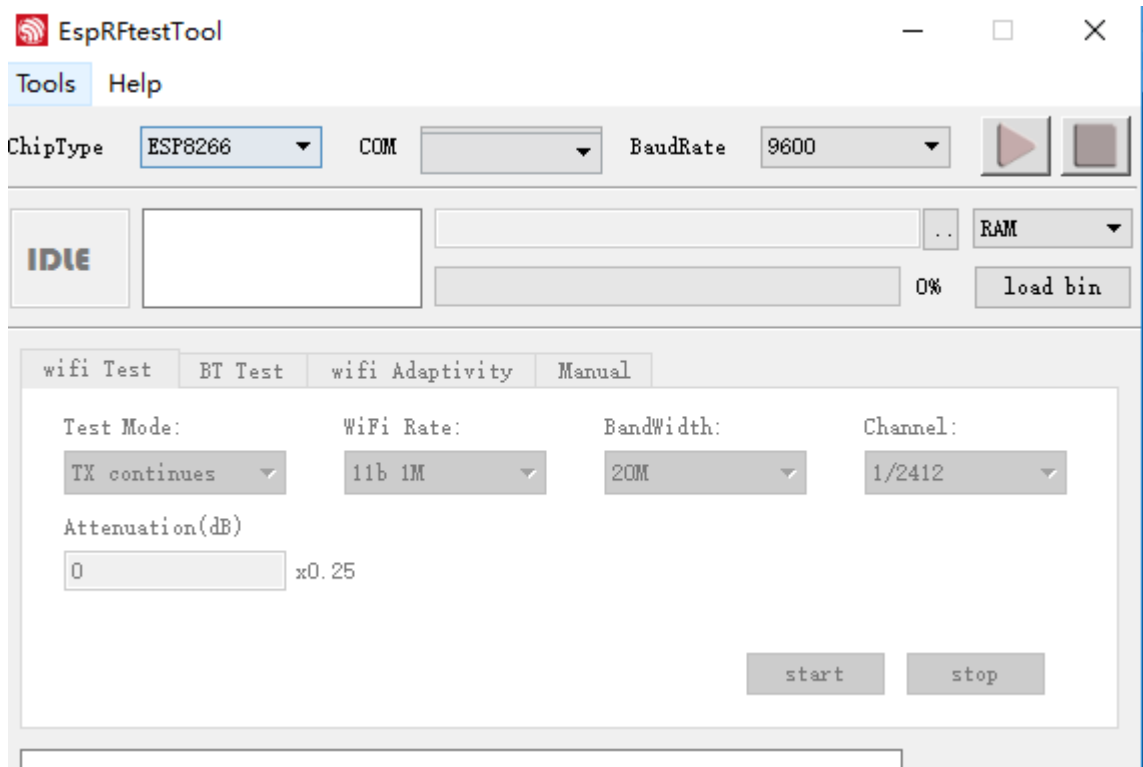 EspRFtestTool
Tools Help
ChipType ESP8266 COM BaudRate 9600
IDLE .. RAM
0% load bin
wifi Test BT Test wifi Adaptivity Manual
Test Mode: WiFi Rate: BandWidth: Channel:
TX continues 11b 1M 20M 1/2412
Attenuation(dB)
0 x0.25
start stop